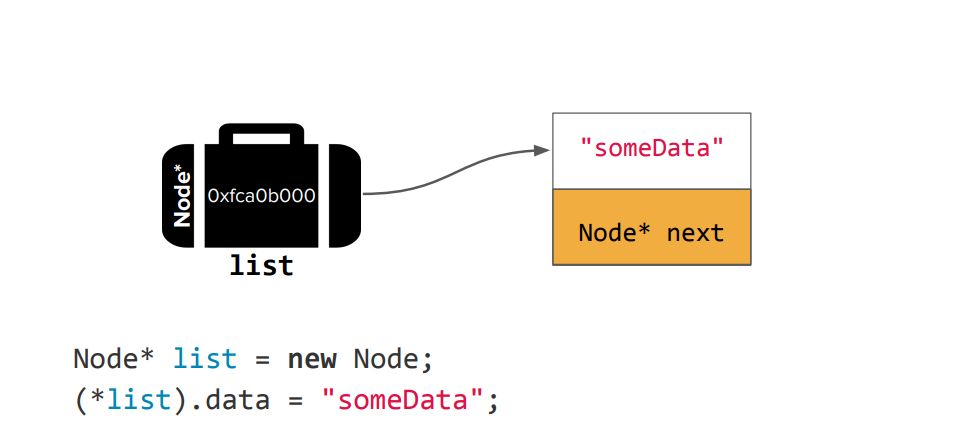 Node*
0xfca0b000
list
"someData"
Node* next
Node* list = new Node;
(*list).data = "someData";